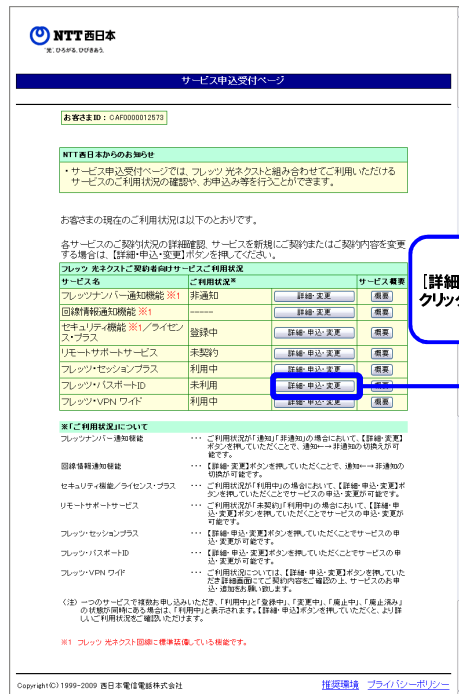 NTT西日本
光、ひろがる。ひびきあう。
サービス申込受付ページ
お客さまID：CAF0000012573
NTT西日本からのお知らせ
・サービス申込受付ページでは、フレッツ 光ネクストと組み合わせてご利用いただける
サービスのご利用状況の確認や、お申込み等を行うことができます。
お客さまの現在のご利用状況は以下のとおりです。
各サービスのご契約状況の詳細確認、サービスを新規にご契約またはご契約内容を変更
する場合は、【詳細・申込・変更】ボタンを押してください。
フレッツ 光ネクストご契約者向けサービスご利用状況
サービス名 ご利用状況※ サービス概要
フレッツナンバー通知機能 ※1 非通知 詳細・変更 概要
回線情報通知機能 ※1 ----- 詳細・変更 概要
セキュリティ機能 ※1／ライセン
ス・プラス 登録中 詳細・申込・変更 概要
リモートサポートサービス 未契約 詳細・申込・変更 概要
フレッツ・セッションプラス 利用中 詳細・申込・変更 概要
フレッツ・パスポートID 未利用 詳細・申込・変更 概要
フレッツ・VPN ワイド 利用中 詳細・申込・変更 概要
［詳細
クリック
※「ご利用状況」について
フレッツナンバー通知機能 ・・・ ご利用状況が「通知」「非通知」の場合において、【詳細・変更】
ボタンを押していただくことで、通知←→非通知の切換えが可
能です。
回線情報通知機能 ・・・ 【詳細・変更】ボタンを押していただくことで、通知←→非通知の
切換が可能です。
セキュリティ機能／ライセンス・プラス ・・・ ご利用状況が「利用中」の場合において、【詳細・申込・変更】ボ
タンを押していただくことでサービスの変更が可能です。
リモートサポートサービス ・・・ ご利用状況が「未契約」「利用中」の場合において、【詳細・申
込・変更】ボタンを押していただくことでサービスの申込・変更が
可能です。
フレッツ・セッションプラス ・・・ 【詳細・申込・変更】ボタンを押していただくことでサービスの申
込・変更が可能です。
フレッツ・パスポートID ・・・ 【詳細・申込・変更】ボタンを押していただくことでサービスの申
込・変更が可能です。
フレッツ・VPN ワイド ・・・ ご利用状況については、【詳細・申込・変更】ボタンを押していた
だき詳細画面にてご契約内容をご確認の上、サービスのお申
込・追加をお願い致します。
（注） 一つのサービスで複数お申し込みいただき、「利用中」と「登録中」、「変更中」、「廃止中」、「廃止済み」
の状態が同時にある場合は、「利用中」と表示されます。【詳細・申込】ボタンを押していただくと、より詳
しいご利用状況をご確認いただけます。
※1 フレッツ 光ネクスト回線に標準装備している機能です。
Copyright(C) 1999-2009 西日本電信電話株式会社
推奨環境 プライバシーポリシー